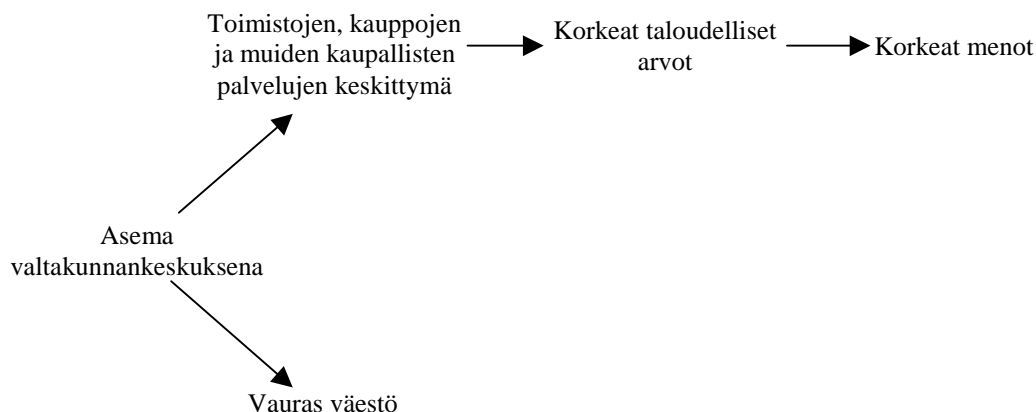 Toimistojen, kauppojen
ja muiden kaupallisten
palvelujen keskittymä
Korkeat taloudelliset
arvot
Korkeat menot
Asema
valtakunnankeskuksena
Vauras väestö